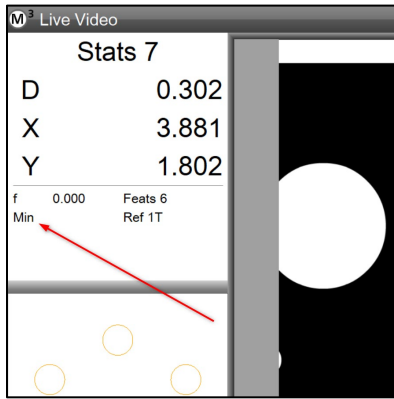 M3 Live Video
Stats 7
D 0.302
X 3.881
Y 1.802
f 0.000 Feats 6
Min Ref 1T